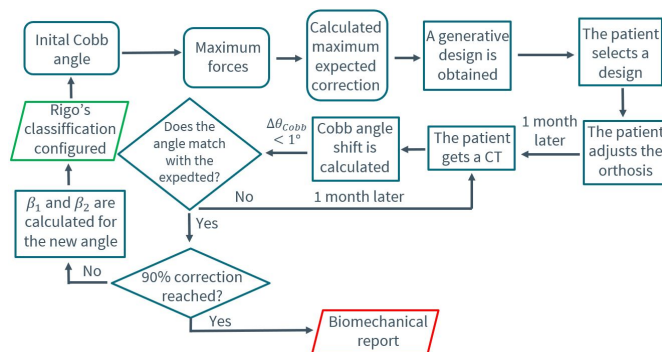 Inital Cobb
angle
Maximum
forces
Calculated
maximum
expected
correction
A generative
design is
obtained
The patient
selects a
design
Rigo's
classiffication
configured
Does the
angle match
with the
expedted?
Δθ_Cobb
< 1°
Cobb angle
shift is
calculated
The patient
gets a CT
1 month
later
The patient
adjusts the
orthosis
No
1 month later
β₁ and β₂ are
calculated for
the new angle
Yes
No
90% correction
reached?
Yes
Biomechanical
report